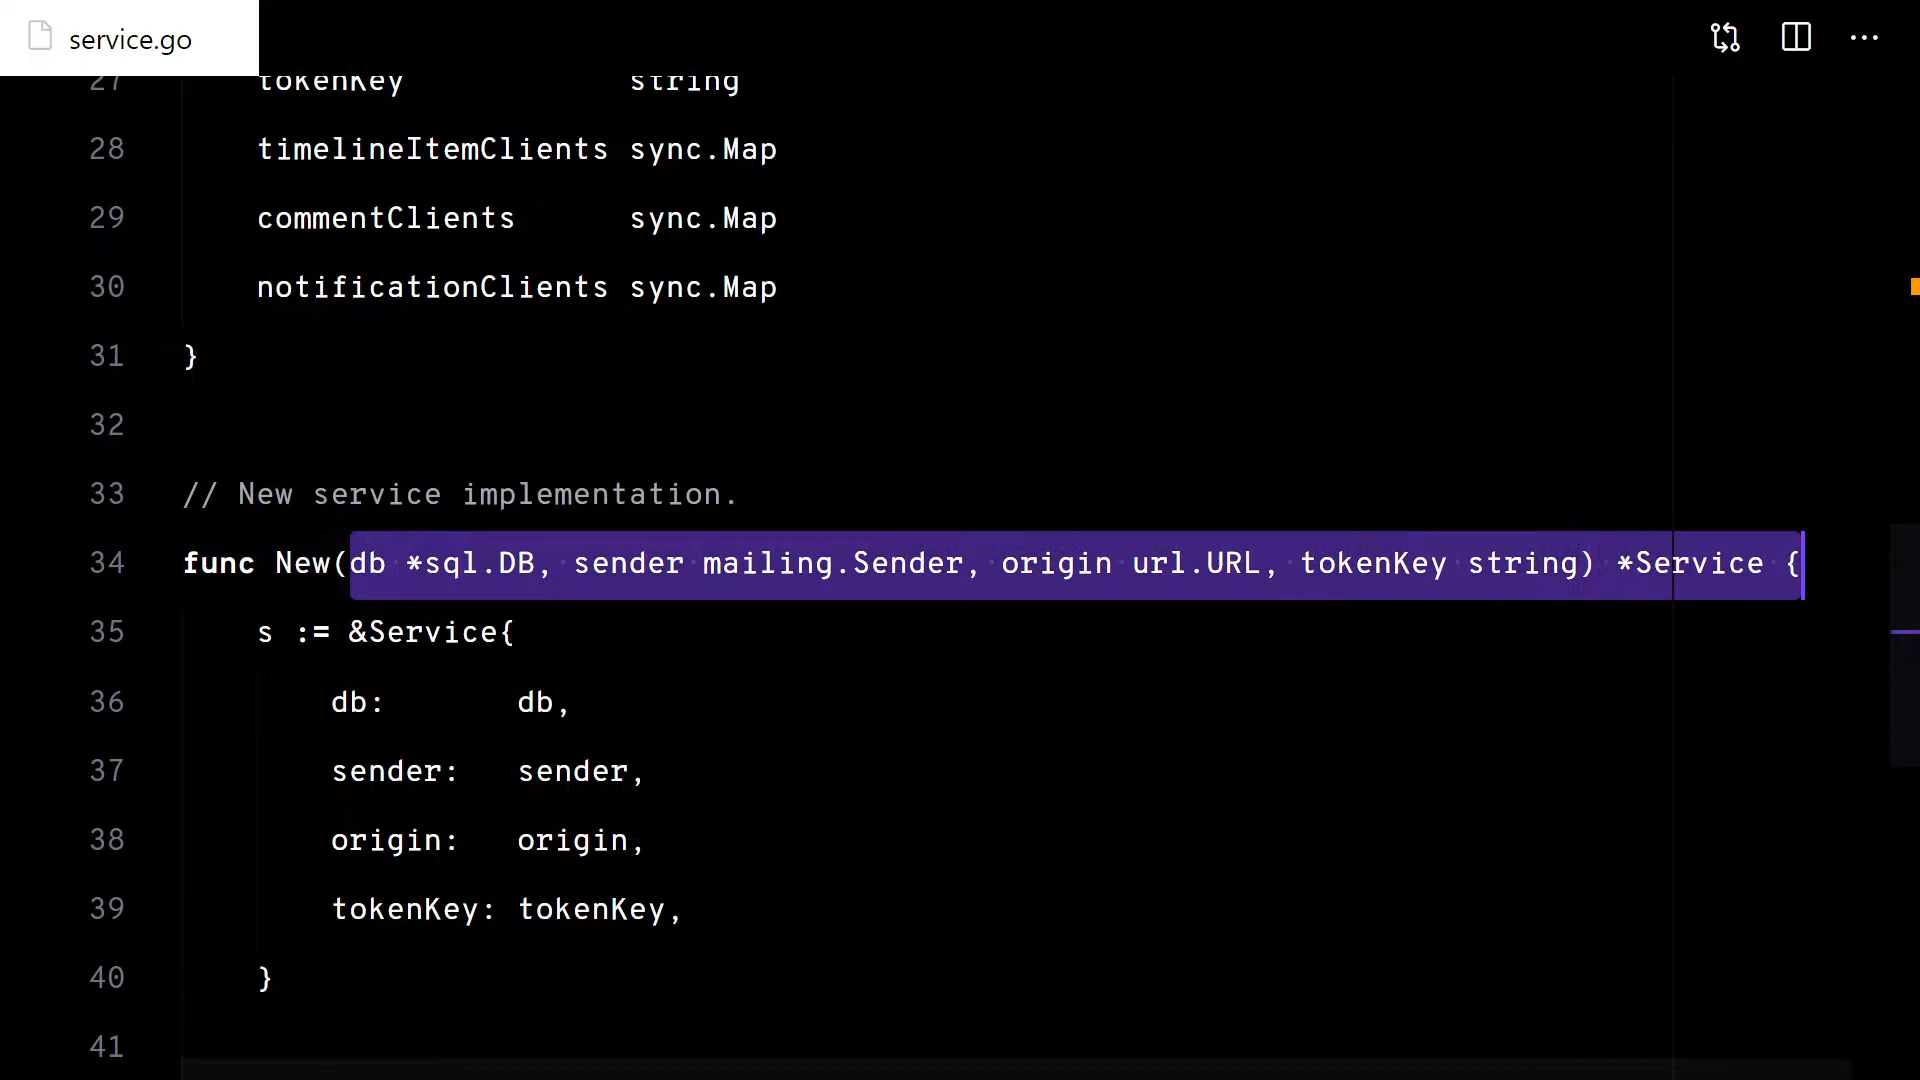 service.go
27 tokenKey string
28 timelineItemClients sync.Map
29 commentClients sync.Map
30 notificationClients sync.Map
31 }
32
33 // New service implementation.
34 func New(db *sql.DB, sender mailing.Sender, origin url.URL, tokenKey string) *Service {
35 s := &Service{
36 db: db,
37 sender: sender,
38 origin: origin,
39 tokenKey: tokenKey,
40 }
41